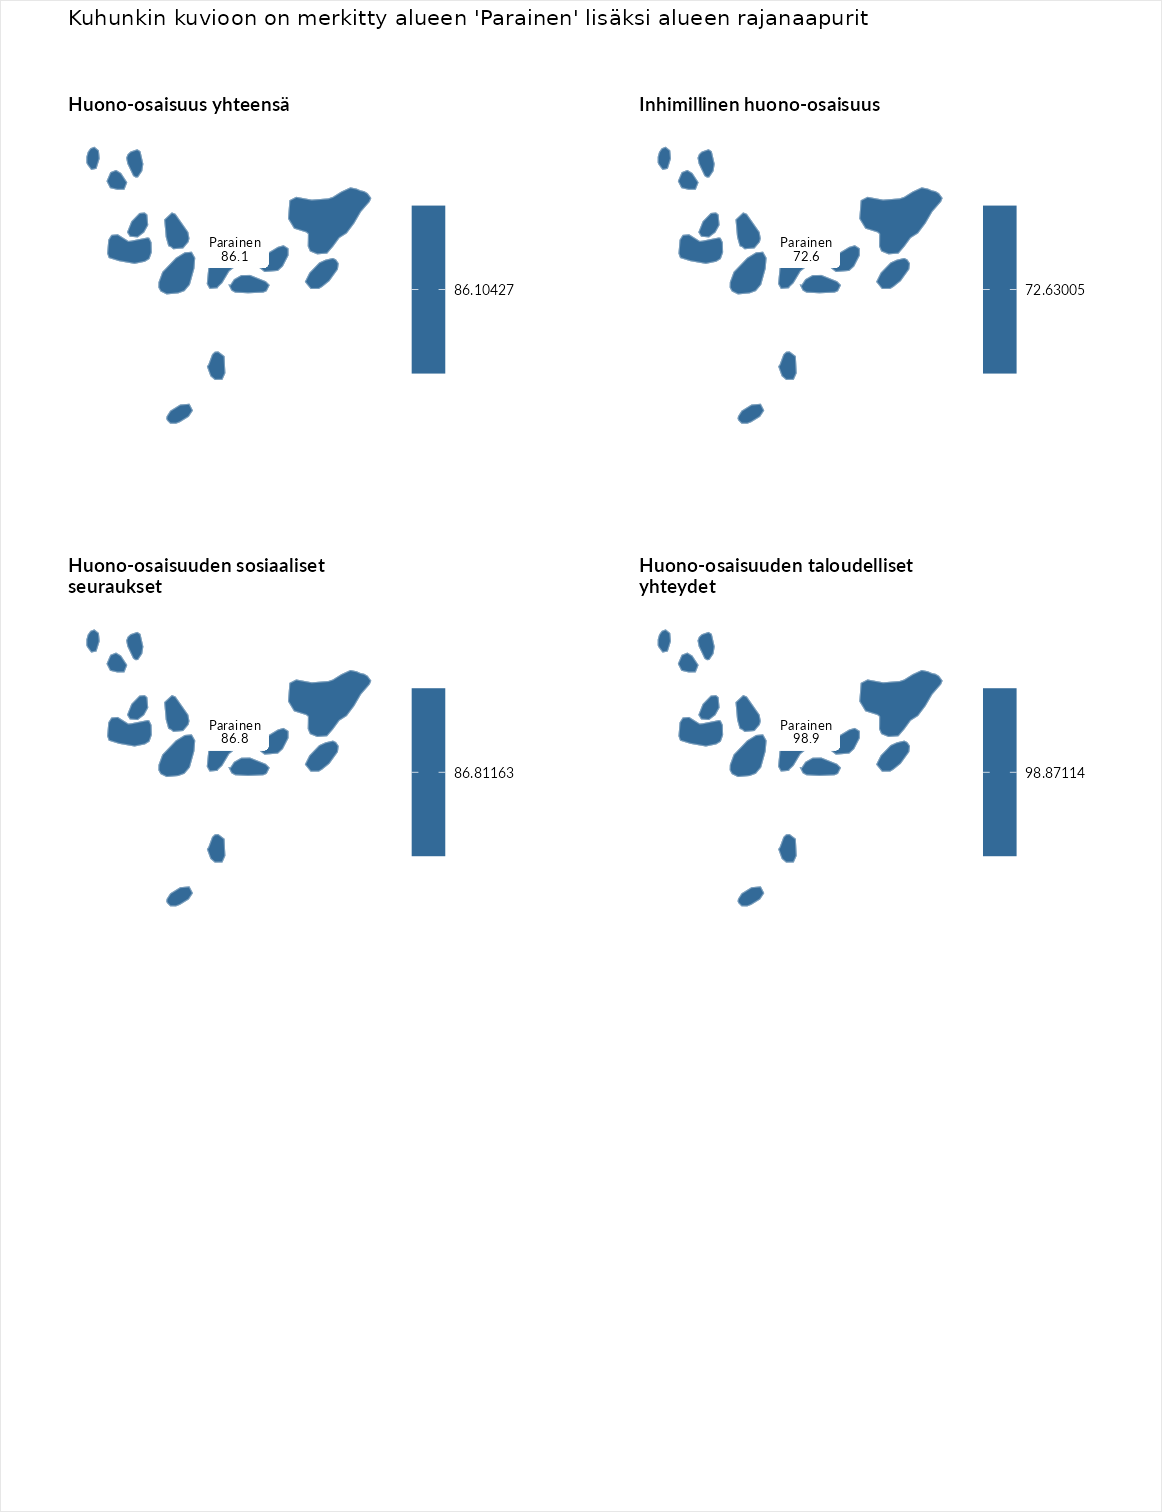 Kuhunkin kuvioon on merkitty alueen 'Parainen' lisäksi alueen rajanaapurit
Huono-osaisuus yhteensä
Parainen
86.1
86.10427
Inhimillinen huono-osaisuus
Parainen
72.6
72.63005
Huono-osaisuuden sosiaaliset
seuraukset
Parainen
86.8
86.81163
Huono-osaisuuden taloudelliset
yhteydet
Parainen
98.9
98.87114